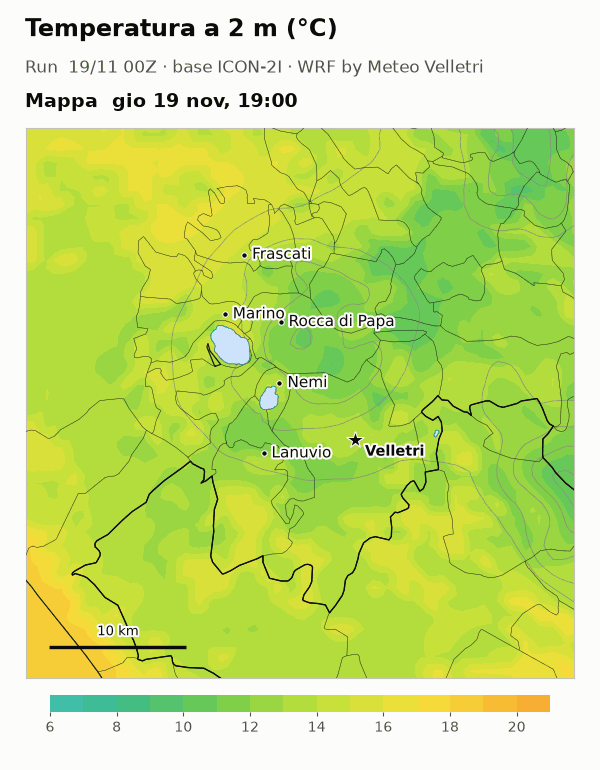 Temperatura a 2 m (°C)
Run 19/11 00Z · base ICON-2I · WRF by Meteo Velletri
Mappa gio 19 nov, 19:00
Frascati
Marino
Rocca di Papa
Nemi
Velletri
Lanuvio
10 km
6 8 10 12 14 16 18 20